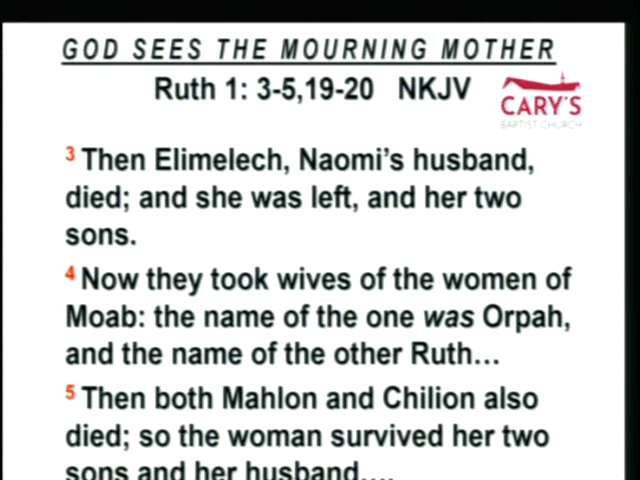 GOD SEES THE MOURNING MOTHER
Ruth 1: 3-5,19-20 NKJV
CARY'S
BAPTIST CHURCH
3 Then Elimelech, Naomi's husband,
died; and she was left, and her two
sons.
4 Now they took wives of the women of
Moab: the name of the one was Orpah,
and the name of the other Ruth…
5 Then both Mahlon and Chilion also
died; so the woman survived her two
sons and her husband....